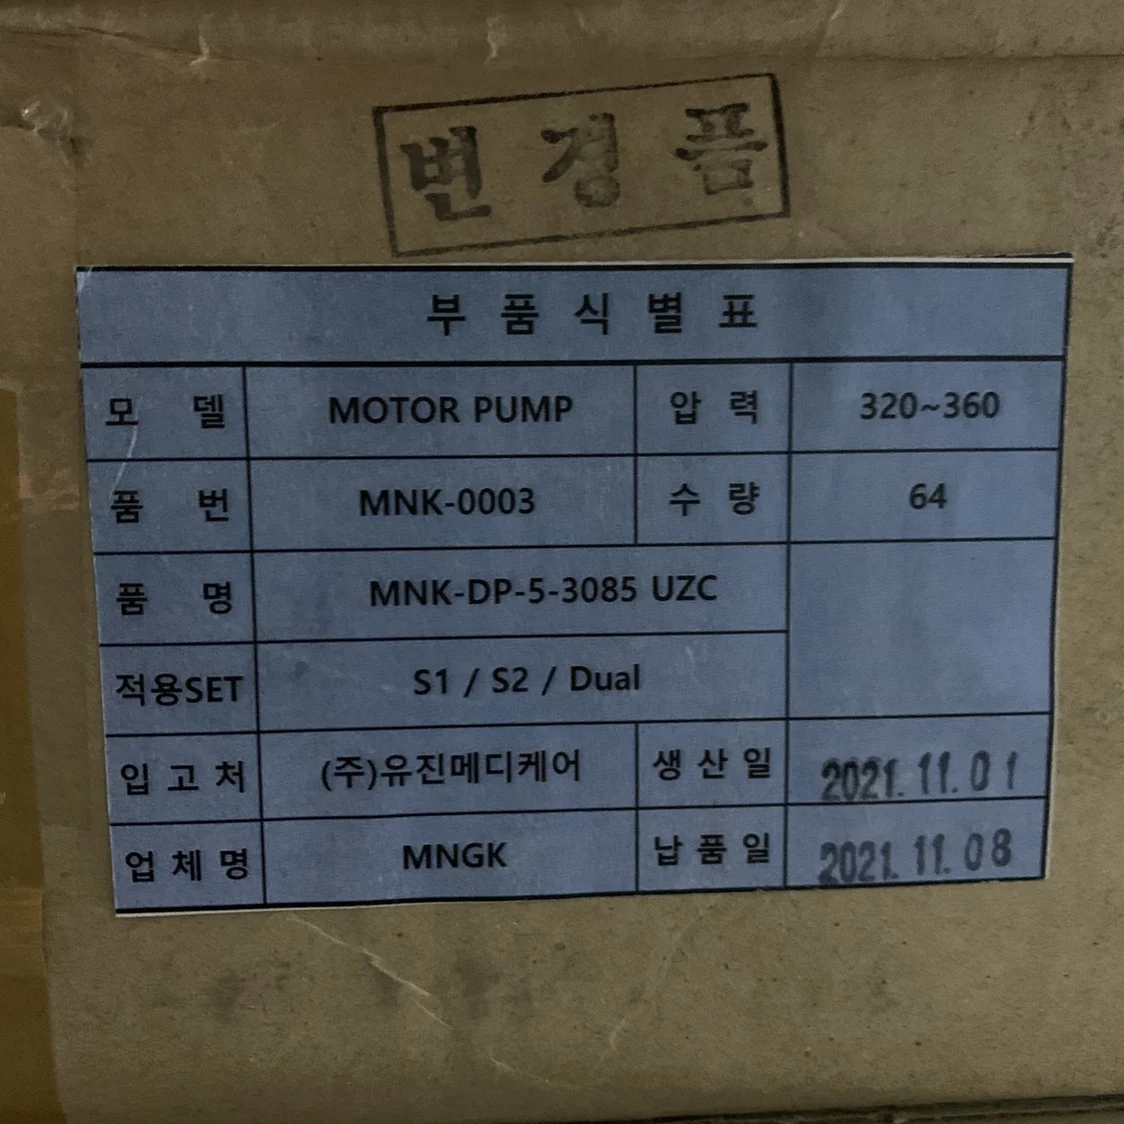 변경품
부품식별표
모델 MOTOR PUMP 압력 320~360
품번 MNK-0003 수량 64
품명 MNK-DP-5-3085 UZC
적용SET S1 / S2 / Dual
입고처 (주)유진메디케어 생산일 2021.11.01
업체명 MNGK 납품일 2021.11.08